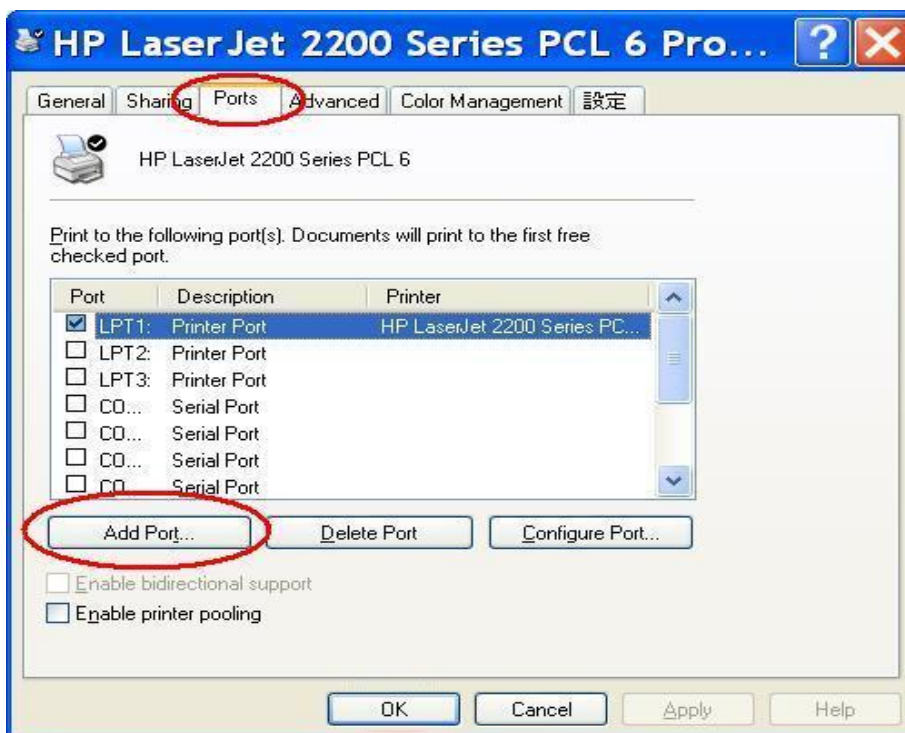 HP LaserJet 2200 Series PCL 6 Pro...
General Sharing Ports Advanced Color Management 設定
HP LaserJet 2200 Series PCL 6
Print to the following port(s). Documents will print to the first free
checked port.
Port Description Printer
LPT1: Printer Port HP LaserJet 2200 Series PC...
LPT2: Printer Port
LPT3: Printer Port
CO... Serial Port
CO... Serial Port
CO... Serial Port
CO... Serial Port
Add Port... Delete Port Configure Port...
Enable bidirectional support
Enable printer pooling
OK Cancel Apply Help